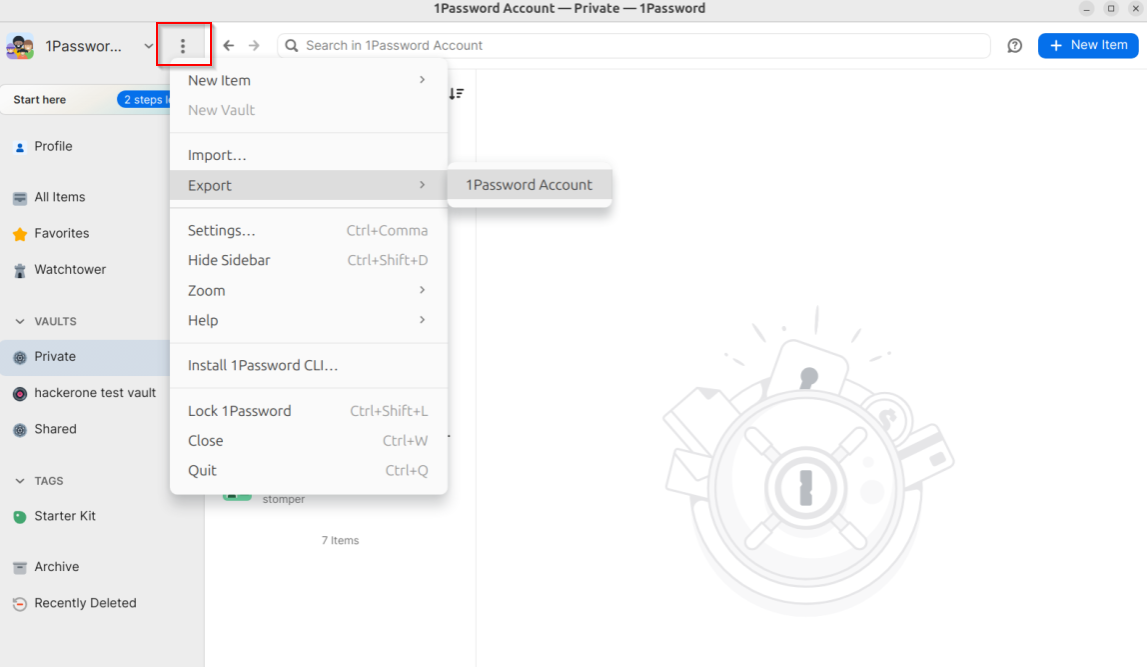 1Password Account — Private — 1Password
1Passwor...
Search in 1Password Account
+ New Item
Start here
2 steps l
Profile
All Items
Favorites
Watchtower
VAULTS
Private
hackerone test vault
Shared
TAGS
Starter Kit
Archive
Recently Deleted
New Item
New Vault
Import...
Export
1Password Account
Settings... Ctrl+Comma
Hide Sidebar Ctrl+Shift+D
Zoom
Help
Install 1Password CLI...
Lock 1Password Ctrl+Shift+L
Close Ctrl+W
Quit Ctrl+Q
stomper
7 Items